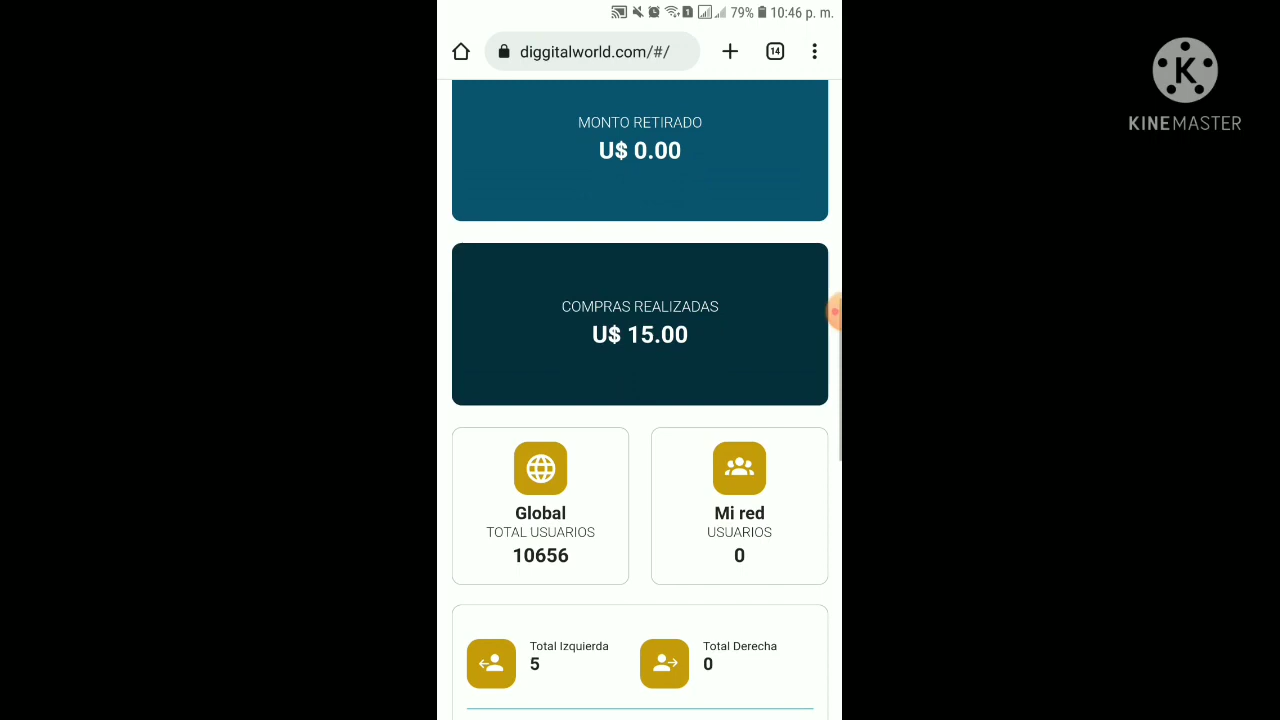 79% 10:46 p. m.
diggitalworld.com/#/
14
K
KINEMASTER
MONTO RETIRADO
U$ 0.00
COMPRAS REALIZADAS
U$ 15.00
Global
TOTAL USUARIOS
10656
Mi red
USUARIOS
0
Total Izquierda
5
Total Derecha
0